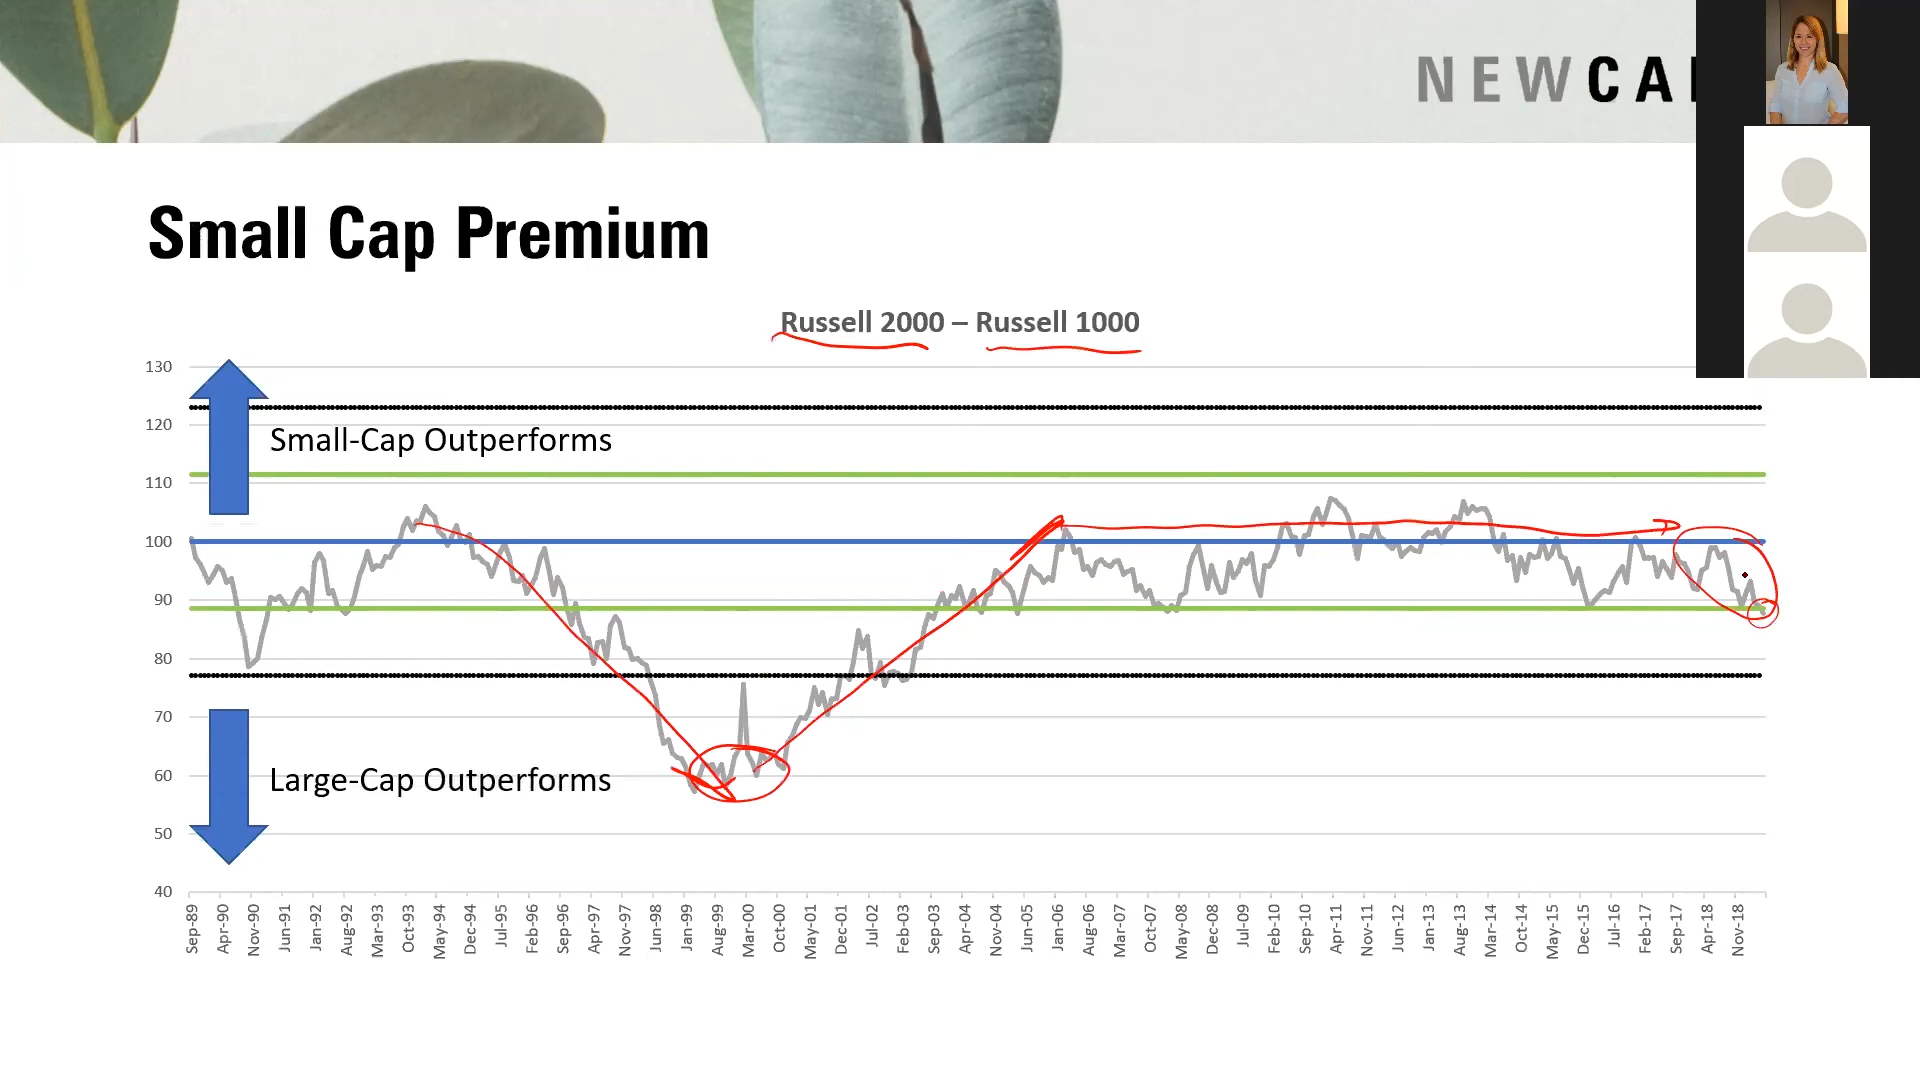 NEWCA
Small Cap Premium
Russell 2000 – Russell 1000
130
120
110
100
90
80
70
60
50
40
Small-Cap Outperforms
Large-Cap Outperforms
Sep-89
Apr-90
Nov-90
Jun-91
Jan-92
Aug-92
Mar-93
Oct-93
May-94
Dec-94
Jul-95
Feb-96
Sep-96
Apr-97
Nov-97
Jun-98
Jan-99
Aug-99
Mar-00
Oct-00
May-01
Dec-01
Jul-02
Feb-03
Sep-03
Apr-04
Nov-04
Jun-05
Jan-06
Aug-06
Mar-07
Oct-07
May-08
Dec-08
Jul-09
Feb-10
Sep-10
Apr-11
Nov-11
Jun-12
Jan-13
Aug-13
Mar-14
Oct-14
May-15
Dec-15
Jul-16
Feb-17
Sep-17
Apr-18
Nov-18